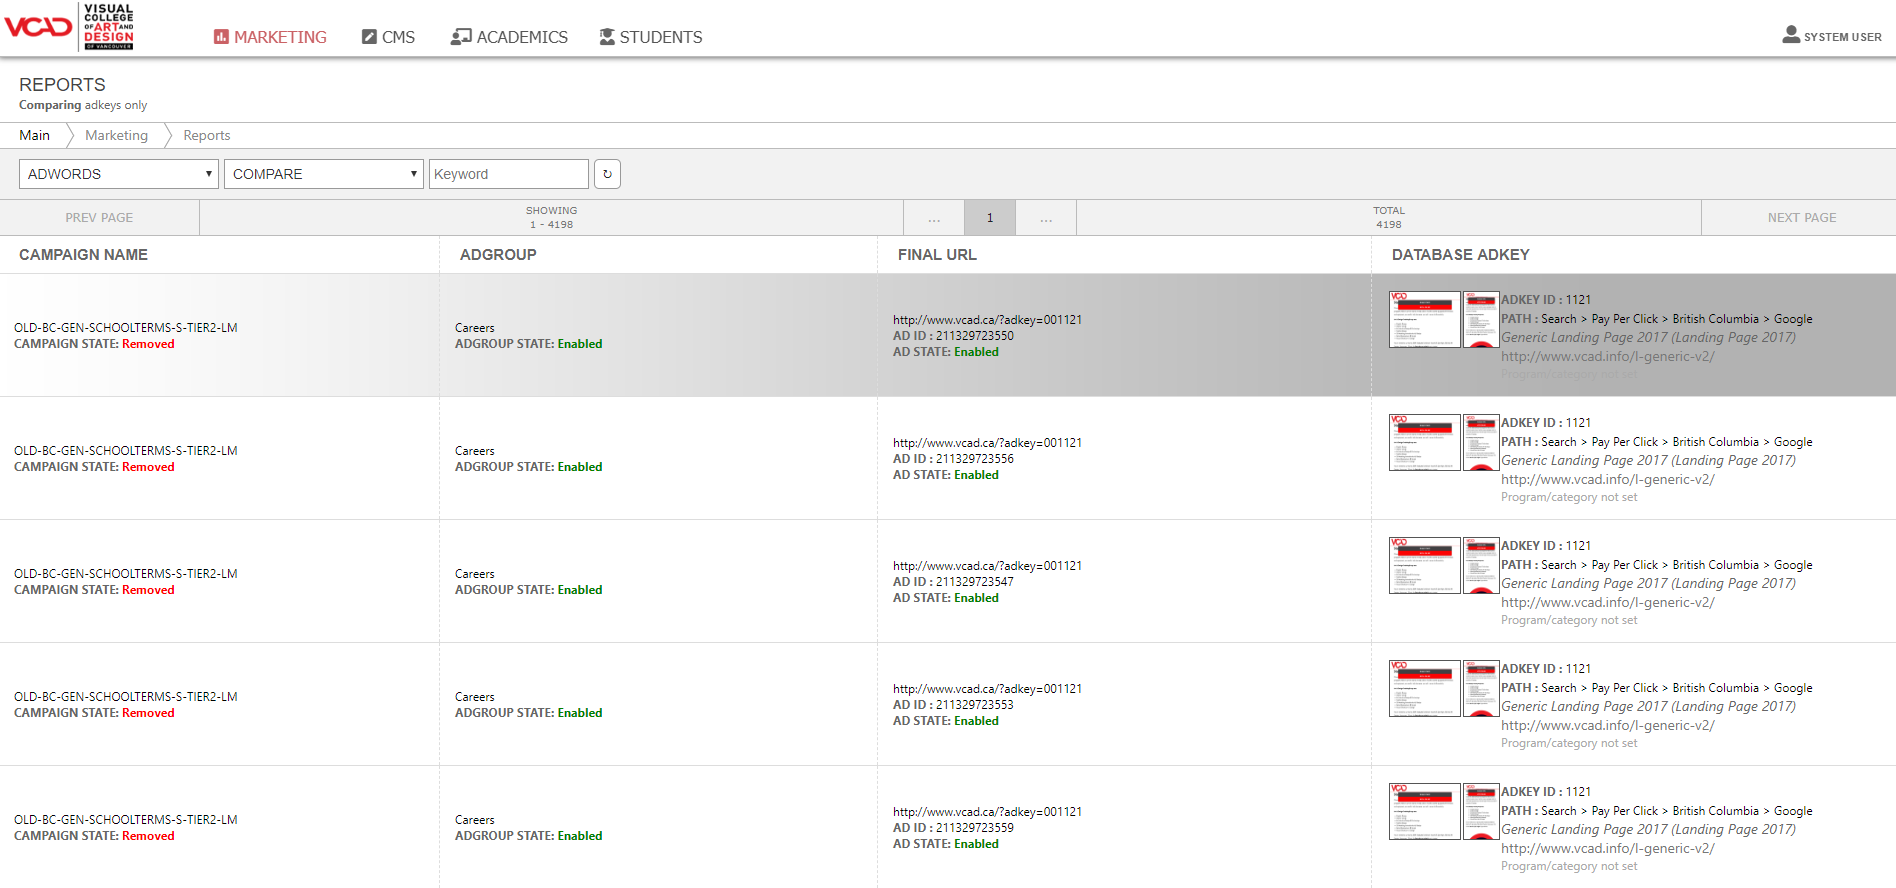 VCAD
VISUAL
COLLEGE
OF ART AND
DESIGN
OF VANCOUVER
MARKETING
CMS
ACADEMICS
STUDENTS
SYSTEM USER
REPORTS
Comparing adkeys only
Main
Marketing
Reports
ADWORDS
COMPARE
Keyword
PREV PAGE
SHOWING
1 - 4198
...
1
...
TOTAL
4198
NEXT PAGE
CAMPAIGN NAME
ADGROUP
FINAL URL
DATABASE ADKEY
OLD-BC-GEN-SCHOOLTERMS-S-TIER2-LM
CAMPAIGN STATE: Removed
Careers
ADGROUP STATE: Enabled
http://www.vcad.ca/?adkey=001121
AD ID : 211329723550
AD STATE: Enabled
VCAD
ADKEY ID : 1121
PATH : Search > Pay Per Click > British Columbia > Google
Generic Landing Page 2017 (Landing Page 2017)
http://www.vcad.info/l-generic-v2/
Program/category not set
OLD-BC-GEN-SCHOOLTERMS-S-TIER2-LM
CAMPAIGN STATE: Removed
Careers
ADGROUP STATE: Enabled
http://www.vcad.ca/?adkey=001121
AD ID : 211329723556
AD STATE: Enabled
VCAD
ADKEY ID : 1121
PATH : Search > Pay Per Click > British Columbia > Google
Generic Landing Page 2017 (Landing Page 2017)
http://www.vcad.info/l-generic-v2/
Program/category not set
OLD-BC-GEN-SCHOOLTERMS-S-TIER2-LM
CAMPAIGN STATE: Removed
Careers
ADGROUP STATE: Enabled
http://www.vcad.ca/?adkey=001121
AD ID : 211329723547
AD STATE: Enabled
VCAD
ADKEY ID : 1121
PATH : Search > Pay Per Click > British Columbia > Google
Generic Landing Page 2017 (Landing Page 2017)
http://www.vcad.info/l-generic-v2/
Program/category not set
OLD-BC-GEN-SCHOOLTERMS-S-TIER2-LM
CAMPAIGN STATE: Removed
Careers
ADGROUP STATE: Enabled
http://www.vcad.ca/?adkey=001121
AD ID : 211329723553
AD STATE: Enabled
VCAD
ADKEY ID : 1121
PATH : Search > Pay Per Click > British Columbia > Google
Generic Landing Page 2017 (Landing Page 2017)
http://www.vcad.info/l-generic-v2/
Program/category not set
OLD-BC-GEN-SCHOOLTERMS-S-TIER2-LM
CAMPAIGN STATE: Removed
Careers
ADGROUP STATE: Enabled
http://www.vcad.ca/?adkey=001121
AD ID : 211329723559
AD STATE: Enabled
VCAD
ADKEY ID : 1121
PATH : Search > Pay Per Click > British Columbia > Google
Generic Landing Page 2017 (Landing Page 2017)
http://www.vcad.info/l-generic-v2/
Program/category not set